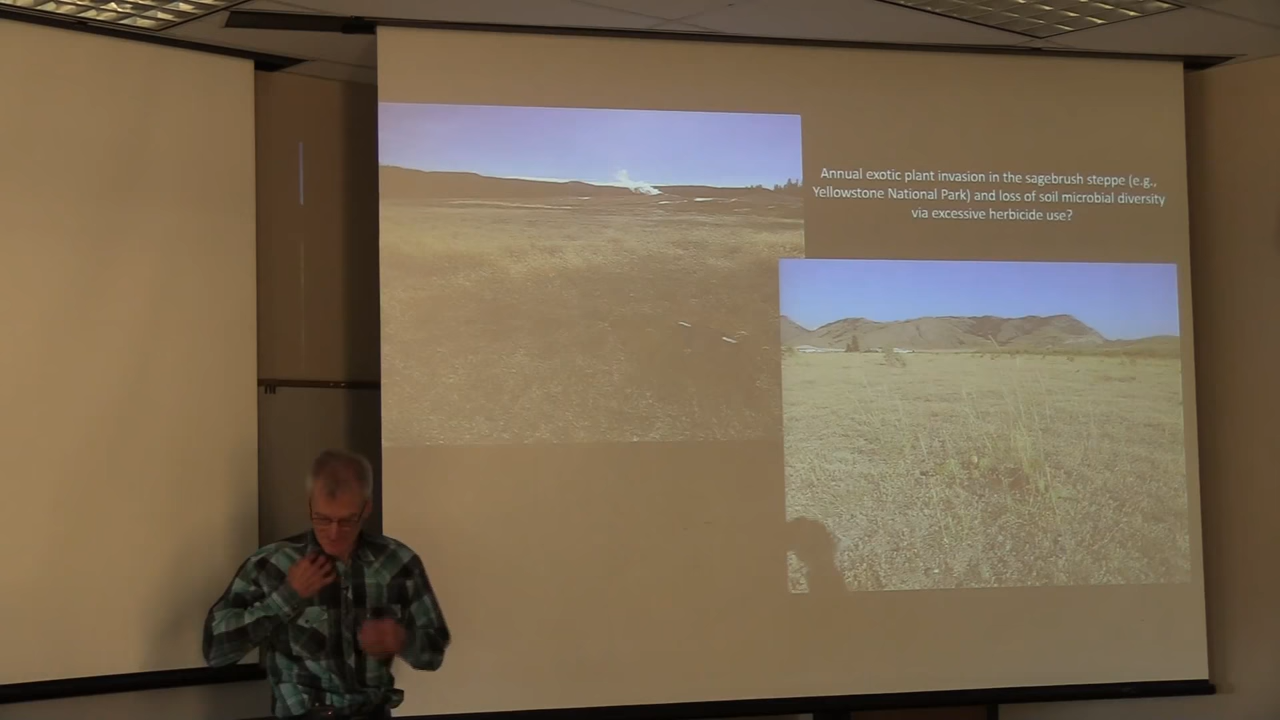 Annual exotic plant invasion in the sagebrush steppe (e.g.,
Yellowstone National Park) and loss of soil microbial diversity
via excessive herbicide use?